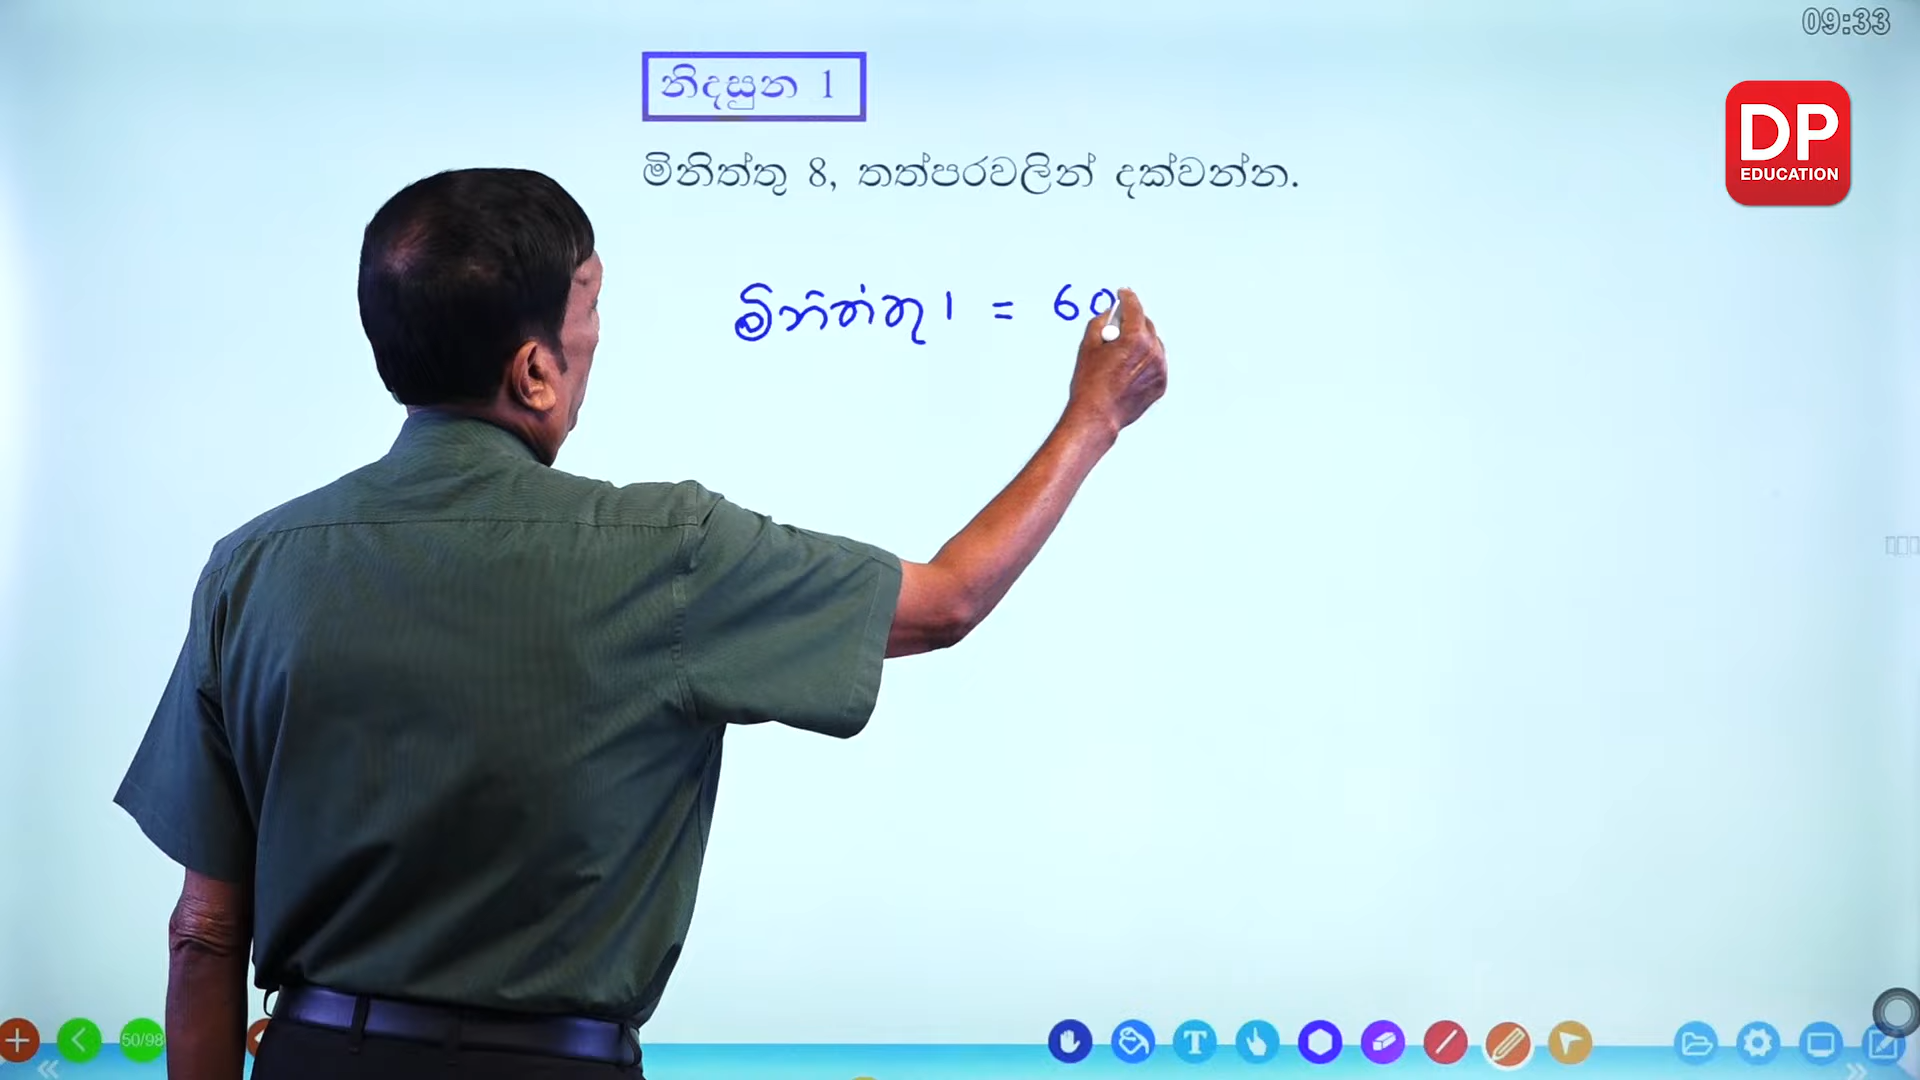 09:33
නිදසුන 1
DP
EDUCATION
මිනිත්තු 8, තත්පරවලින් දක්වන්න.
මිනිත්තු 1 = 60
50/98
T